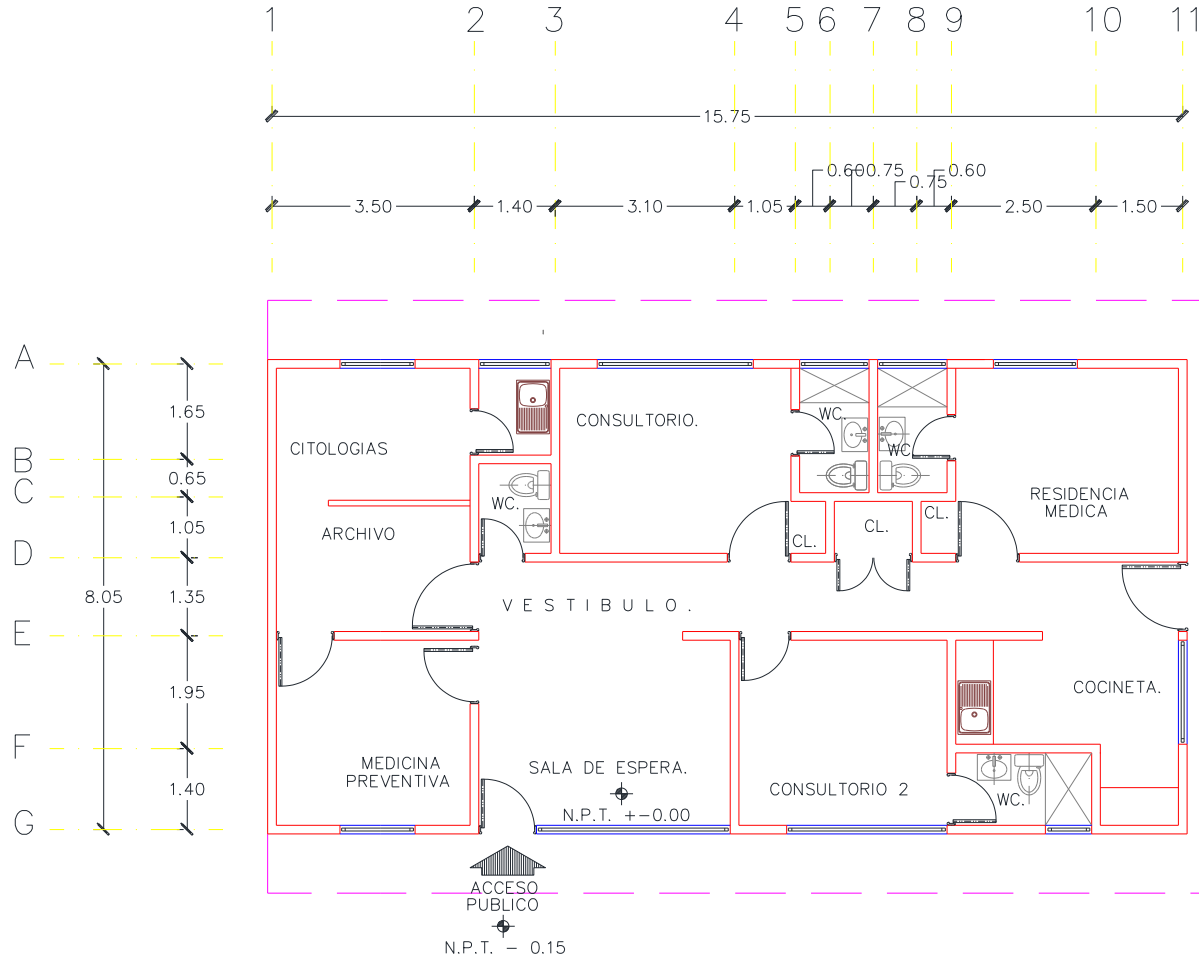 1 2 3 4 5 6 7 8 9 10 11
15.75
0.60 0.75 0.75 0.60
3.50 1.40 3.10 1.05 2.50 1.50
A
1.65
B
0.65
C
1.05
D
8.05
1.35
E
1.95
F
1.40
G
CITOLOGIAS
ARCHIVO
WC.
CONSULTORIO.
WC.
WC.
CL.
CL.
CL.
RESIDENCIA
MEDICA
VESTIBULO.
MEDICINA
PREVENTIVA
SALA DE ESPERA.
N.P.T. +-0.00
CONSULTORIO 2
COCINETA.
WC.
ACCESO
PUBLICO
N.P.T. - 0.15